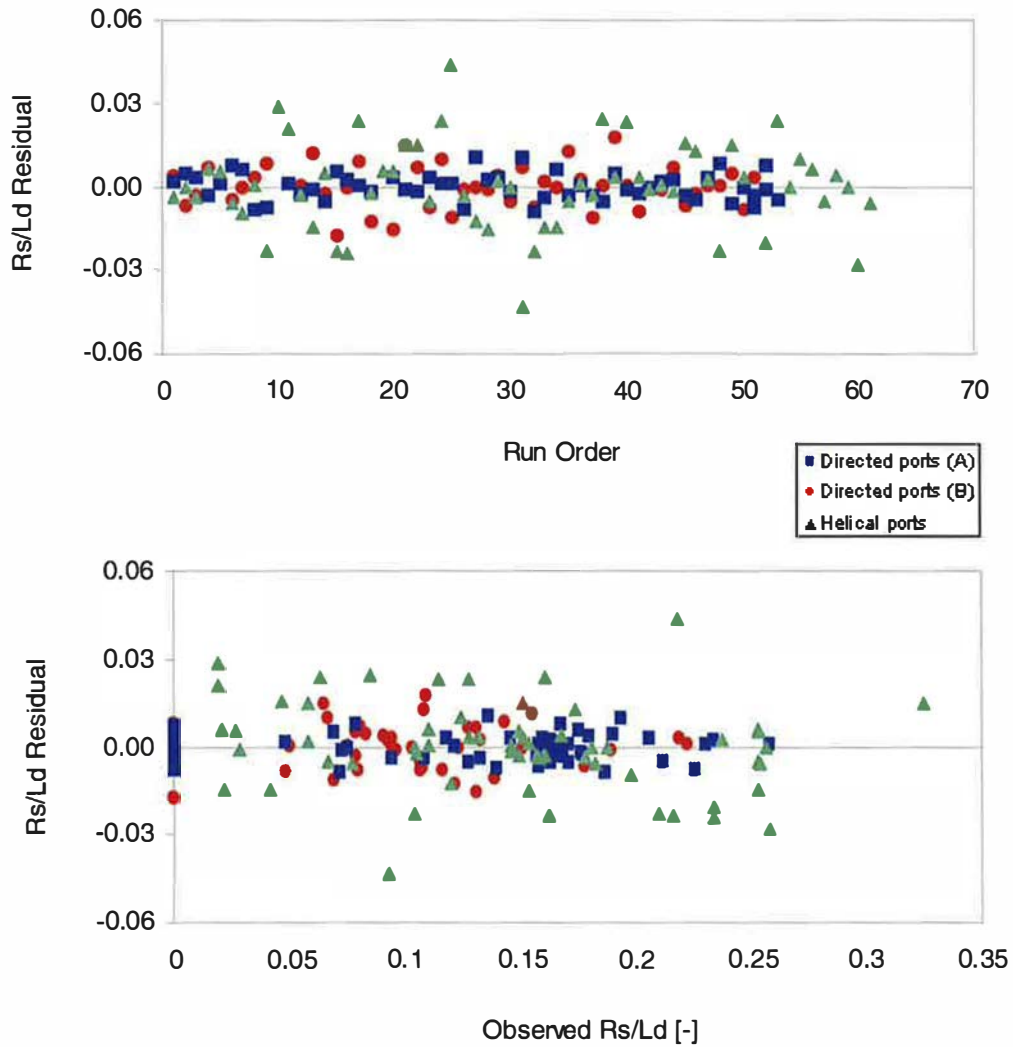 0.06
0.03
0.00
-0.03
-0.06
Rs/Ld Residual
0 10 20 30 40 50 60 70
Run Order
Directed ports (A)
Directed ports (B)
Helical ports
0.06
0.03
0.00
-0.03
-0.06
Rs/Ld Residual
0 0.05 0.1 0.15 0.2 0.25 0.3 0.35
Observed Rs/Ld [-]